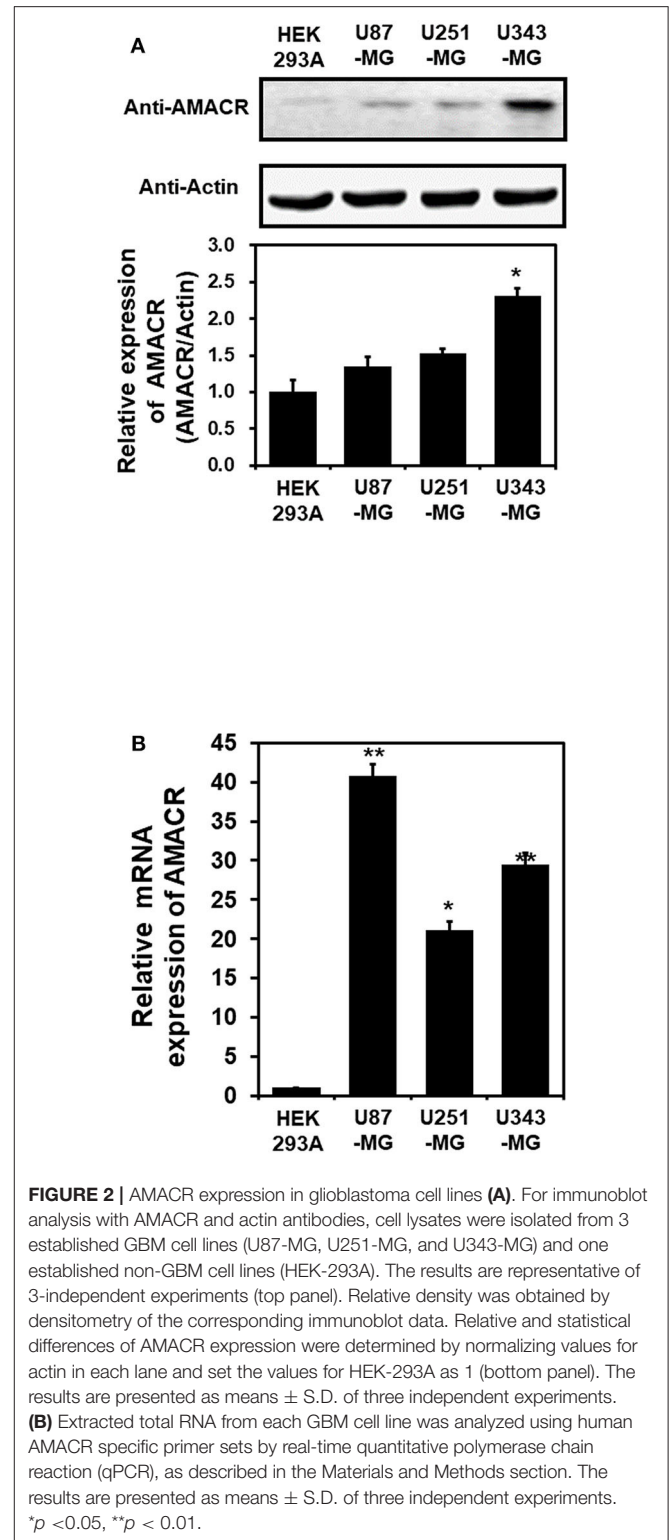 A
HEK 293A
U87 -MG
U251 -MG
U343 -MG
Anti-AMACR
Anti-Actin
Relative expression
of AMACR
(AMACR/Actin)
3.0
2.5
2.0
1.5
1.0
0.5
0.0
*
HEK 293A
U87 -MG
U251 -MG
U343 -MG
B
Relative mRNA
expression of AMACR
45
40
35
30
25
20
15
10
5
0
**
*
**
HEK 293A
U87 -MG
U251 -MG
U343 -MG
FIGURE 2 | AMACR expression in glioblastoma cell lines (A). For immunoblot
analysis with AMACR and actin antibodies, cell lysates were isolated from 3
established GBM cell lines (U87-MG, U251-MG, and U343-MG) and one
established non-GBM cell lines (HEK-293A). The results are representative of
3-independent experiments (top panel). Relative density was obtained by
densitometry of the corresponding immunoblot data. Relative and statistical
differences of AMACR expression were determined by normalizing values for
actin in each lane and set the values for HEK-293A as 1 (bottom panel). The
results are presented as means ± S.D. of three independent experiments.
(B) Extracted total RNA from each GBM cell line was analyzed using human
AMACR specific primer sets by real-time quantitative polymerase chain
reaction (qPCR), as described in the Materials and Methods section. The
results are presented as means ± S.D. of three independent experiments.
*p <0.05, **p < 0.01.